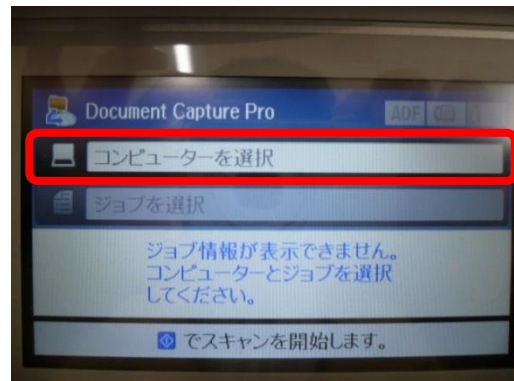 Document Capture Pro
ADF
コンピューターを選択
ジョブを選択
ジョブ情報が表示できません。
コンピューターとジョブを選択
してください。
でスキャンを開始します。